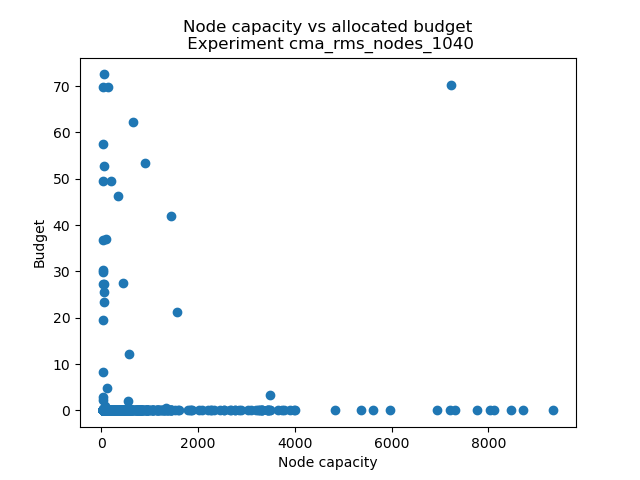 Node capacity vs allocated budget
Experiment cma_rms_nodes_1040
Budget
70
60
50
40
30
20
10
0
0 2000 4000 6000 8000
Node capacity